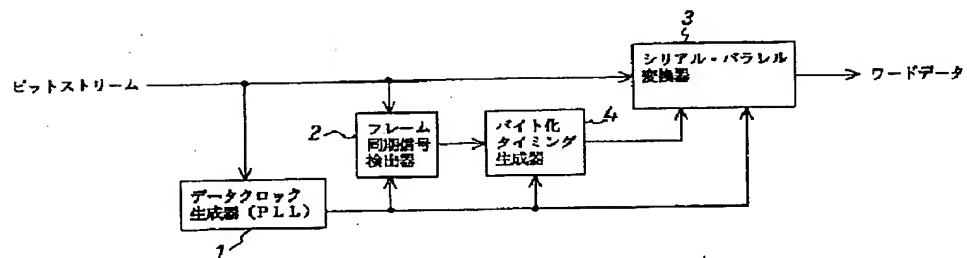 3
シリアル・パラレル
変換器
ビットストリーム
ワードデータ
2
フレーム
同期信号
検出器
4
バイト化
タイミング
生成器
データクロック
生成器(PLL)
1